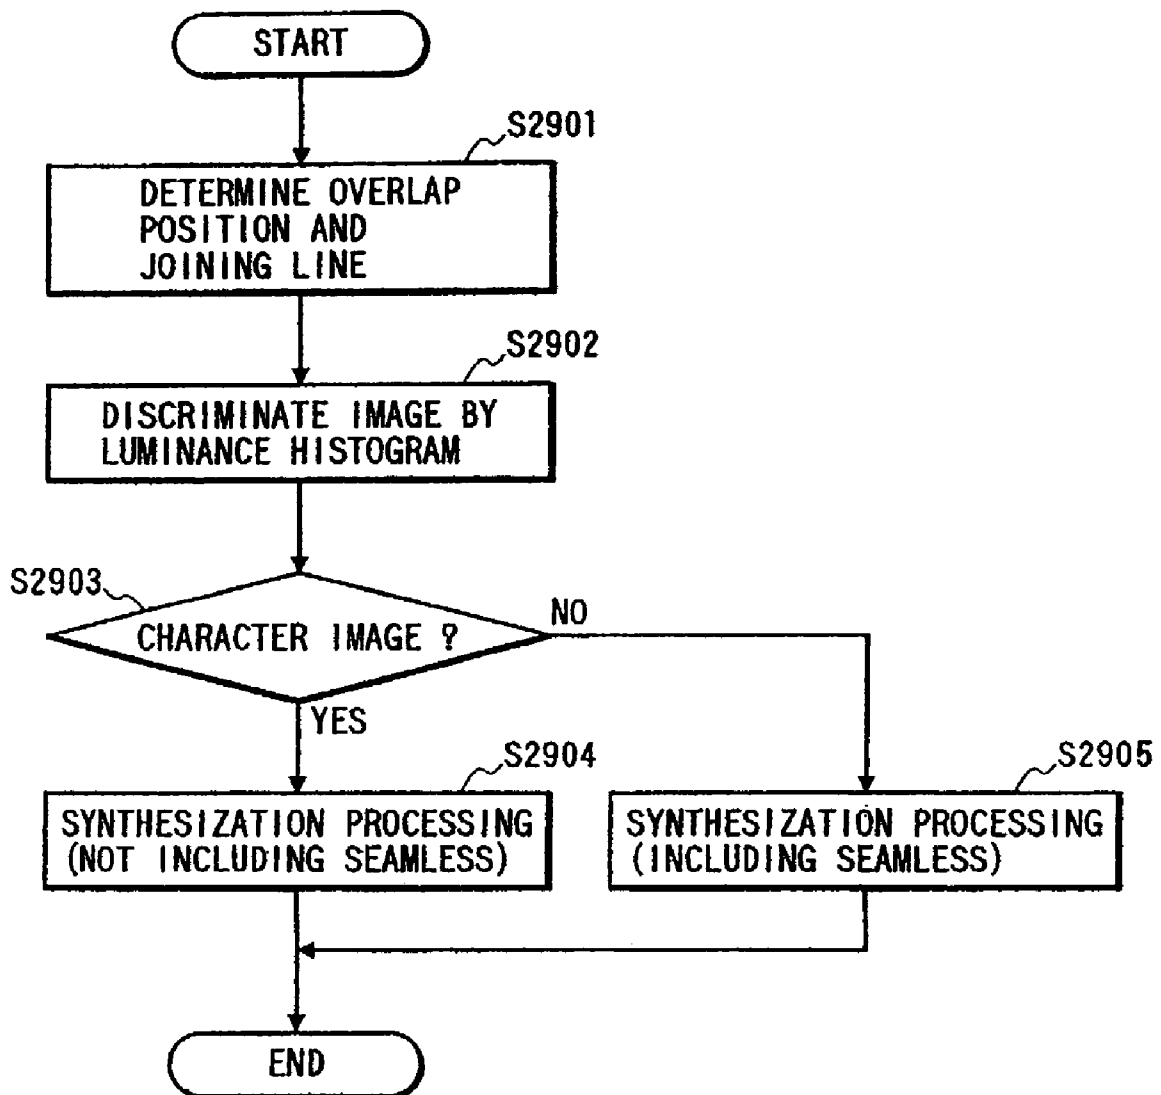 START
S2901
DETERMINE OVERLAP
POSITION AND
JOINING LINE
S2902
DISCRIMINATE IMAGE BY
LUMINANCE HISTOGRAM
S2903
CHARACTER IMAGE ?
NO
YES
S2904
SYNTHESIZATION PROCESSING
(NOT INCLUDING SEAMLESS)
S2905
SYNTHESIZATION PROCESSING
(INCLUDING SEAMLESS)
END